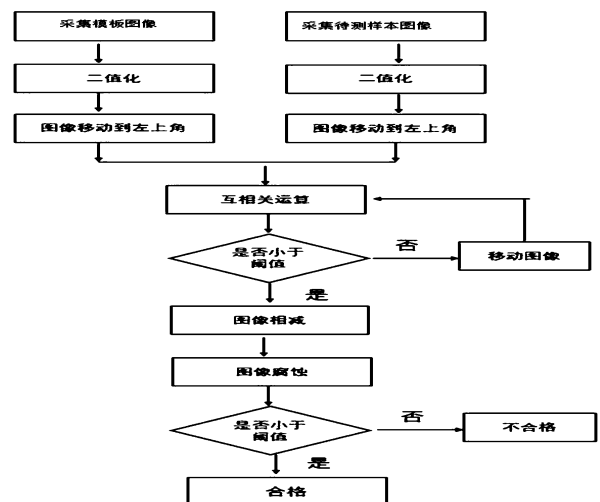 采集模板图像
采集待测样本图像
二值化
二值化
图像移动到左上角
图像移动到左上角
互相关运算
是否小于
阈值
否
移动图像
是
图像相减
图像腐蚀
是否小于
阈值
否
不合格
是
合格